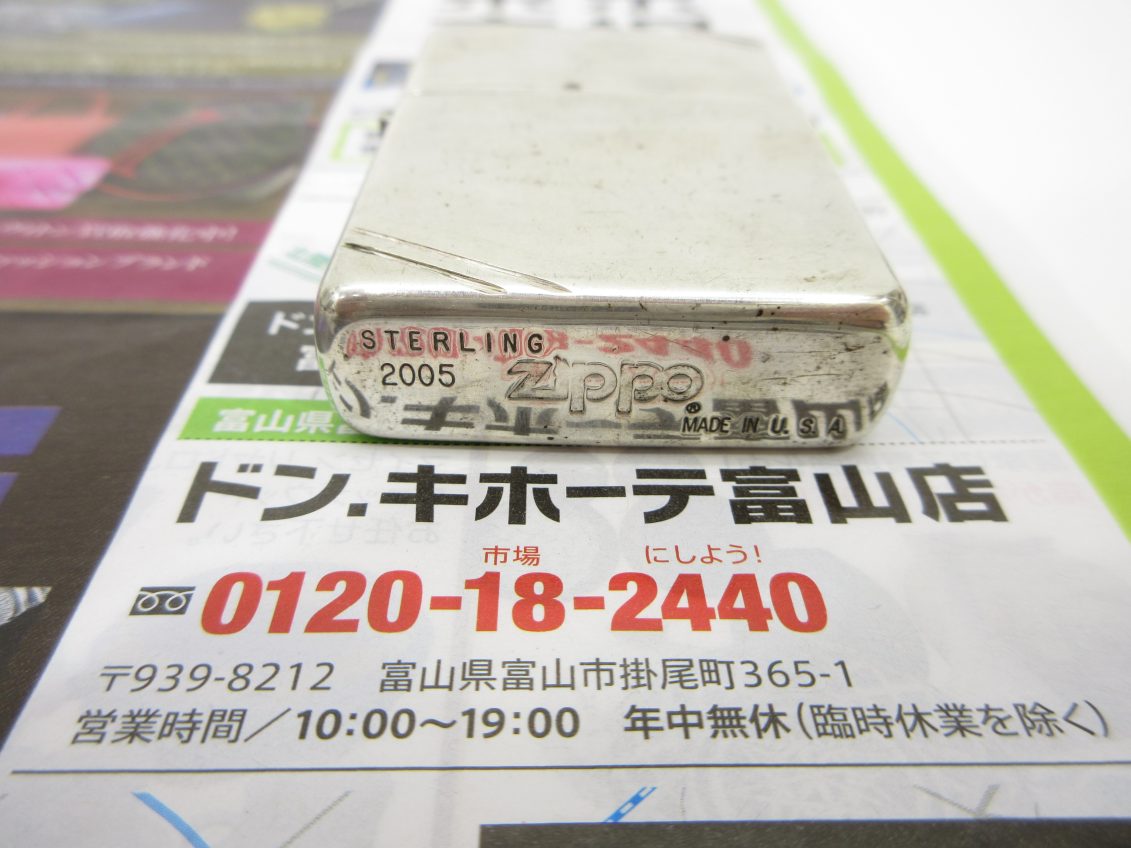 STERLING
2005
zippo
®
MADE IN U. S. A
富山県
ドン.キホーテ富山店
市場 にしよう!
0120-18-2440
〒939-8212 富山県富山市掛尾町365-1
営業時間/10:00~19:00 年中無休(臨時休業を除く)